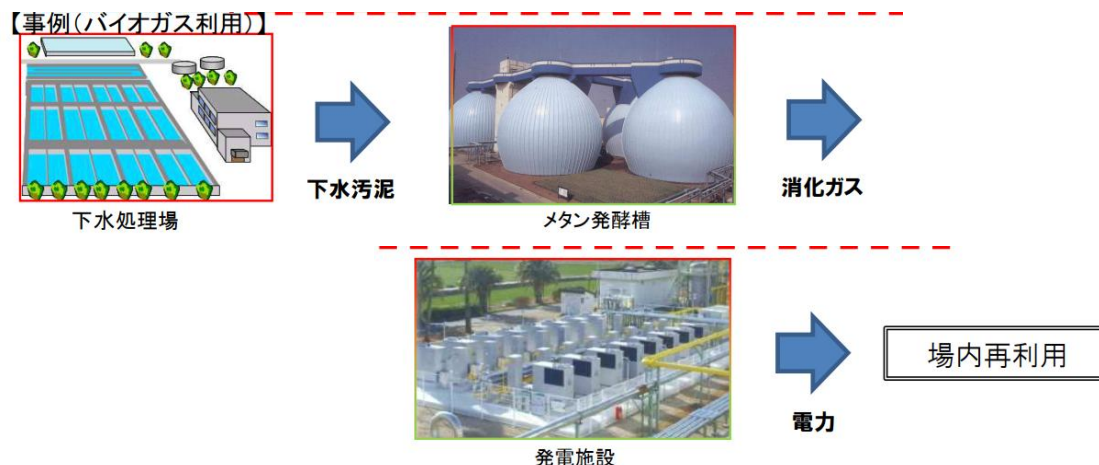 【事例（バイオガス利用）】
下水汚泥
消化ガス
下水処理場
メタン発酵槽
場内再利用
電力
発電施設